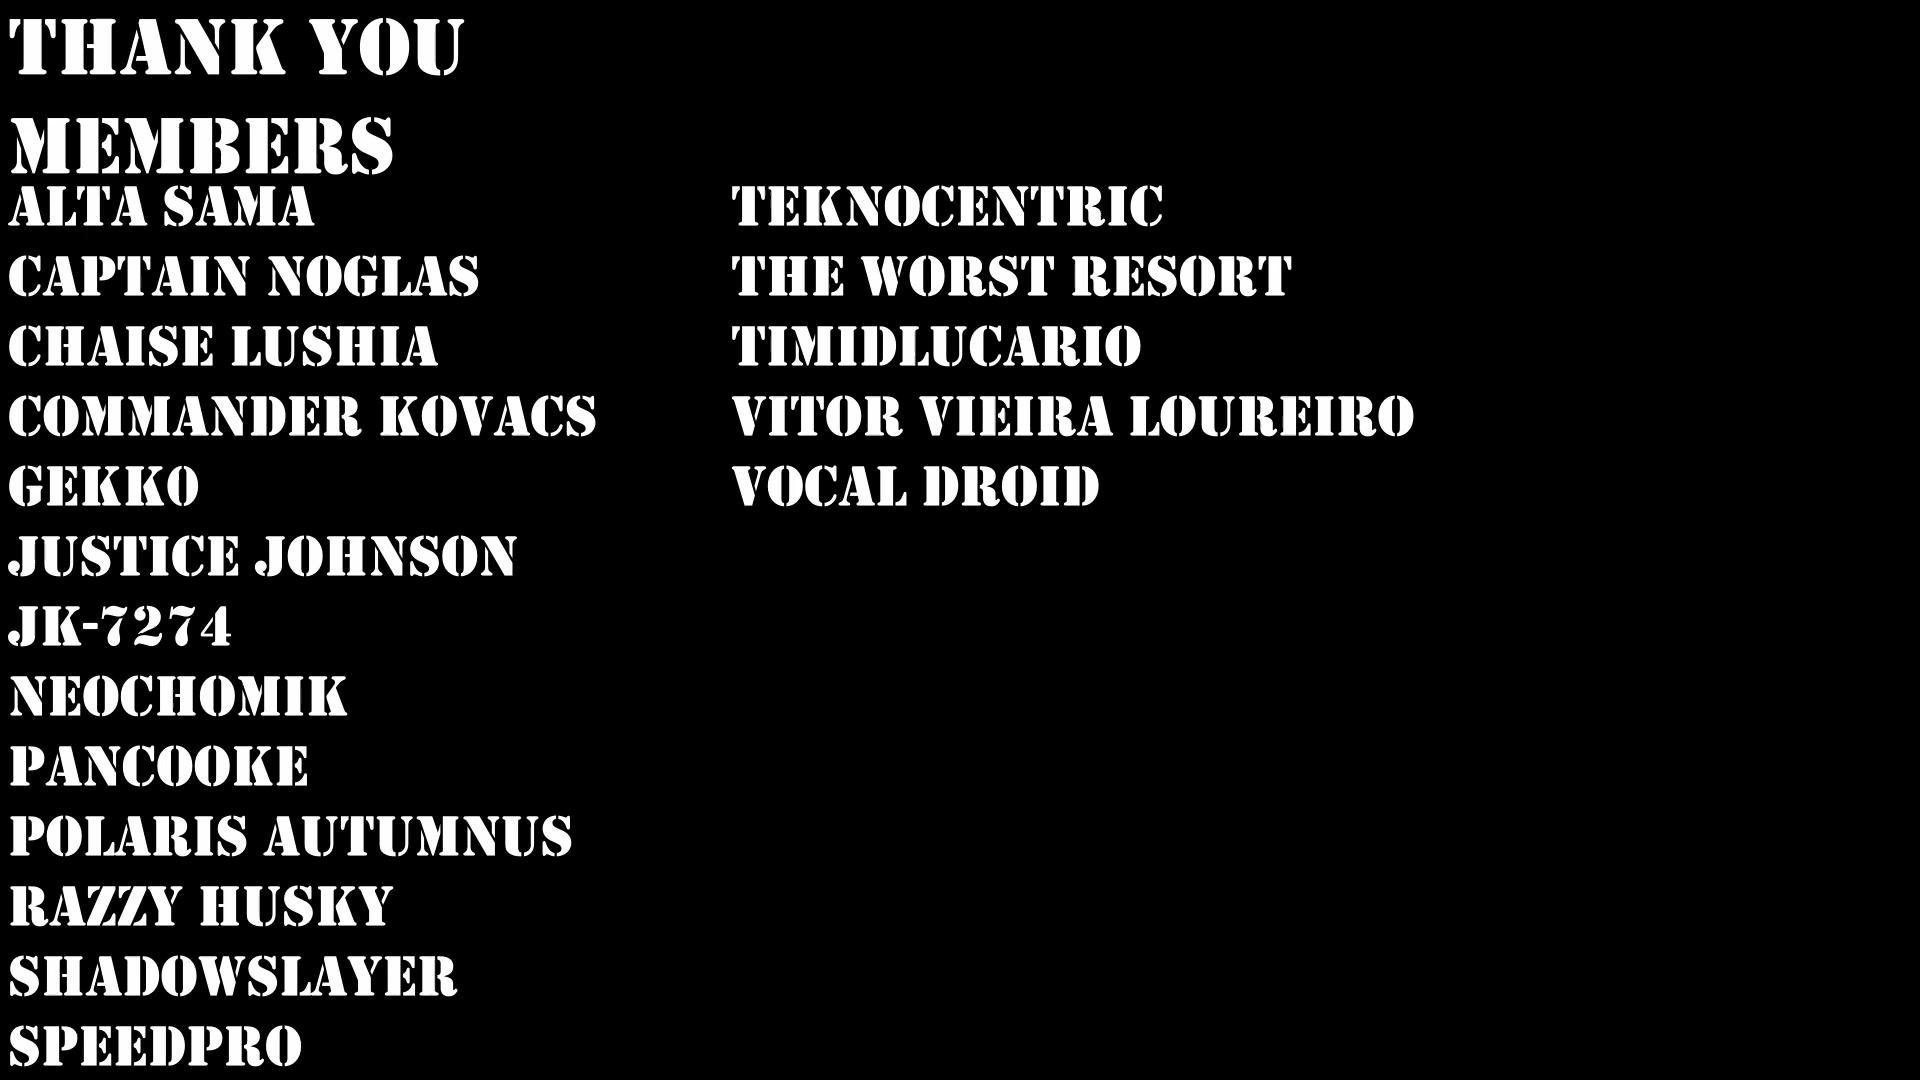 THANK YOU
MEMBERS
ALTA SAMA
CAPTAIN NOGLAS
CHAISE LUSHIA
COMMANDER KOVACS
GEKKO
JUSTICE JOHNSON
JK-7274
NEOCHOMIK
PANCOOKE
POLARIS AUTUMNUS
RAZZY HUSKY
SHADOWSLAYER
SPEEDPRO
TEKNOCENTRIC
THE WORST RESORT
TIMIDLUCARIO
VITOR VIEIRA LOUREIRO
VOCAL DROID